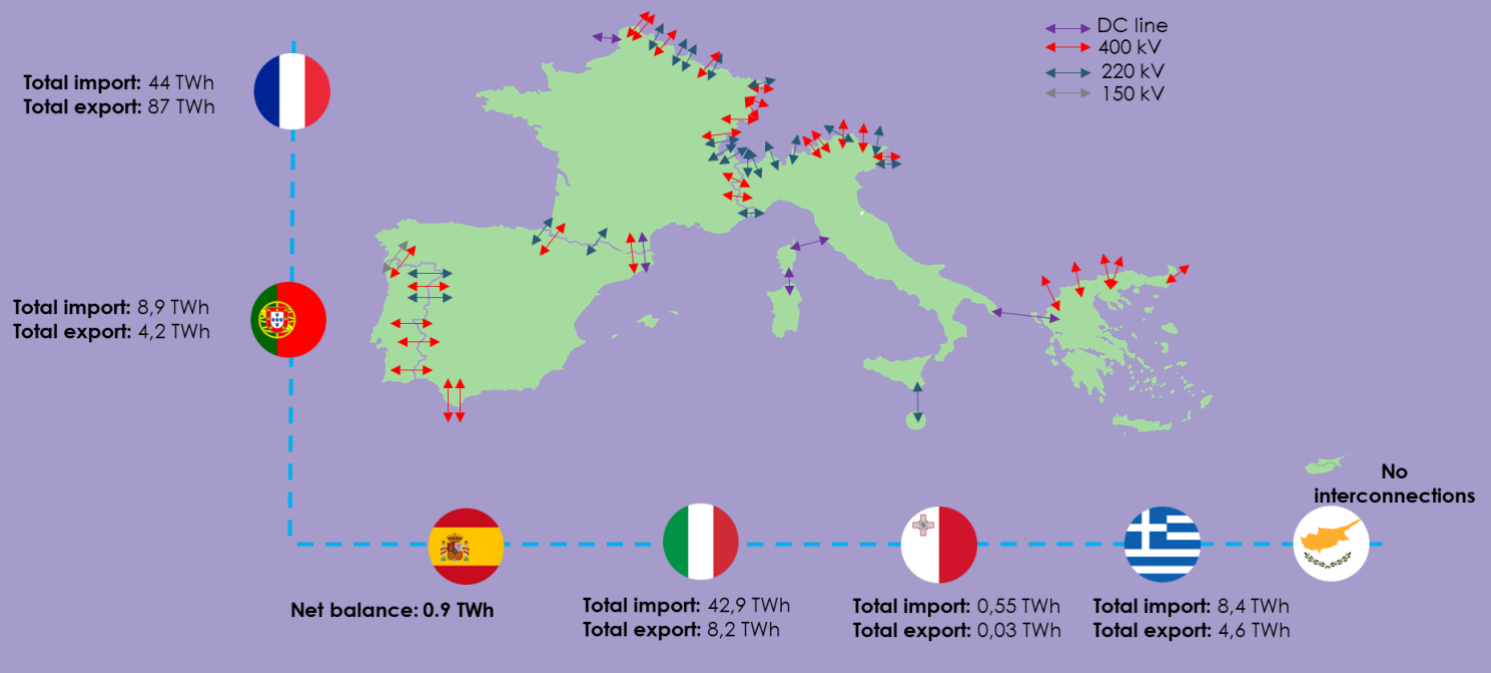 DC line
400 kV
220 kV
150 kV
Total import: 44 TWh
Total export: 87 TWh
Total import: 8,9 TWh
Total export: 4,2 TWh
No
interconnections
Net balance: 0.9 TWh
Total import: 42,9 TWh
Total export: 8,2 TWh
Total import: 0,55 TWh
Total export: 0,03 TWh
Total import: 8,4 TWh
Total export: 4,6 TWh